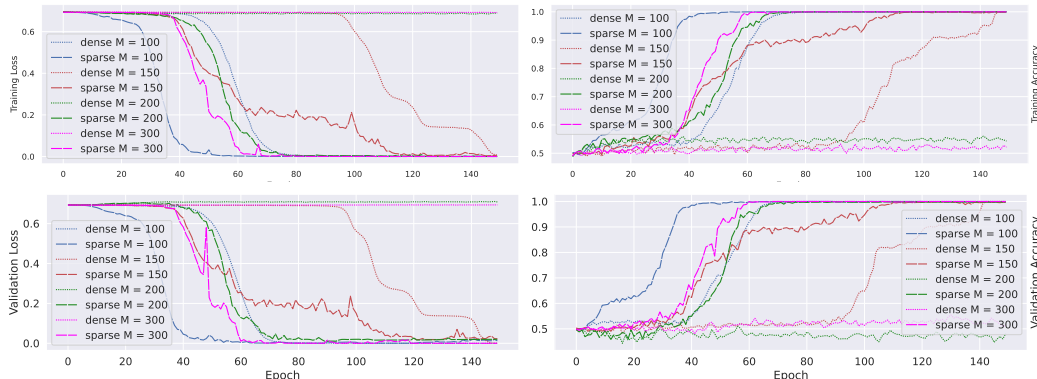 Training Loss
0.6
0.4
0.2
0.0
dense M = 100
sparse M = 100
dense M = 150
sparse M = 150
dense M = 200
sparse M = 200
dense M = 300
sparse M = 300
0 20 40 60 80 100 120 140
1.0
0.9
0.8
0.7
0.6
0.5
dense M = 100
sparse M = 100
dense M = 150
sparse M = 150
dense M = 200
sparse M = 200
dense M = 300
sparse M = 300
0 20 40 60 80 100 120 140
Training Accuracy
Validation Loss
0.6
0.4
0.2
0.0
dense M = 100
sparse M = 100
dense M = 150
sparse M = 150
dense M = 200
sparse M = 200
dense M = 300
sparse M = 300
0 20 40 60 80 100 120 140
Epoch
1.0
0.9
0.8
0.7
0.6
0.5
dense M = 100
sparse M = 100
dense M = 150
sparse M = 150
dense M = 200
sparse M = 200
dense M = 300
sparse M = 300
0 20 40 60 80 100 120 140
Epoch
Validation Accuracy